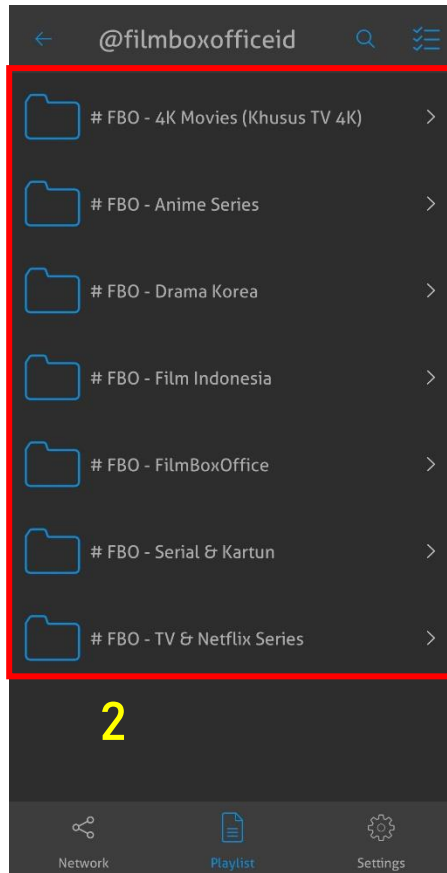 @filmboxofficeid
# FBO - 4K Movies (Khusus TV 4K)
# FBO - Anime Series
# FBO - Drama Korea
# FBO - Film Indonesia
# FBO - FilmBoxOffice
# FBO - Serial & Kartun
# FBO - TV & Netflix Series
2
Network Playlist Settings